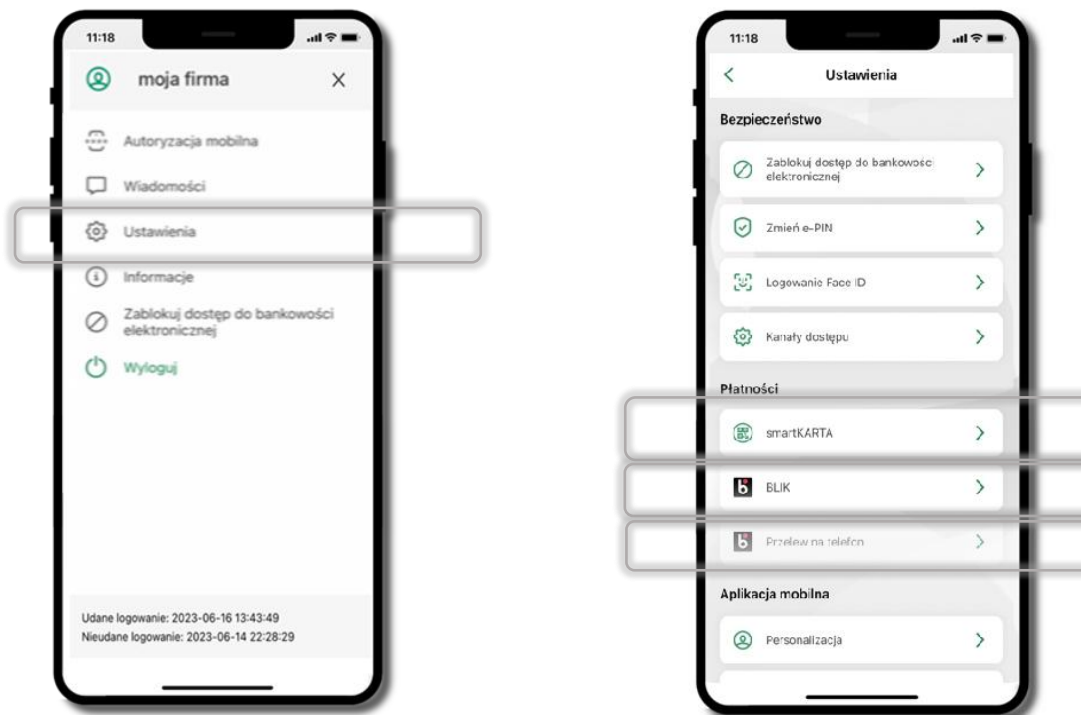 11:18
moja firma
Autoryzacja mobilna
Wiadomości
Ustawienia
Informacje
Zablokuj dostęp do bankowości
elektronicznej
Wyloguj
Udane logowanie: 2023-06-16 13:43:49
Nieudane logowanie: 2023-06-14 22:28:29
11:18
Ustawienia
Bezpieczeństwo
Zablokuj dostęp do bankowości
elektronicznej
Zmień e-PIN
Logowanie Face ID
Kanały dostępu
Płatności
smartKARTA
BLIK
Przelew na telefon
Aplikacja mobilna
Personalizacja